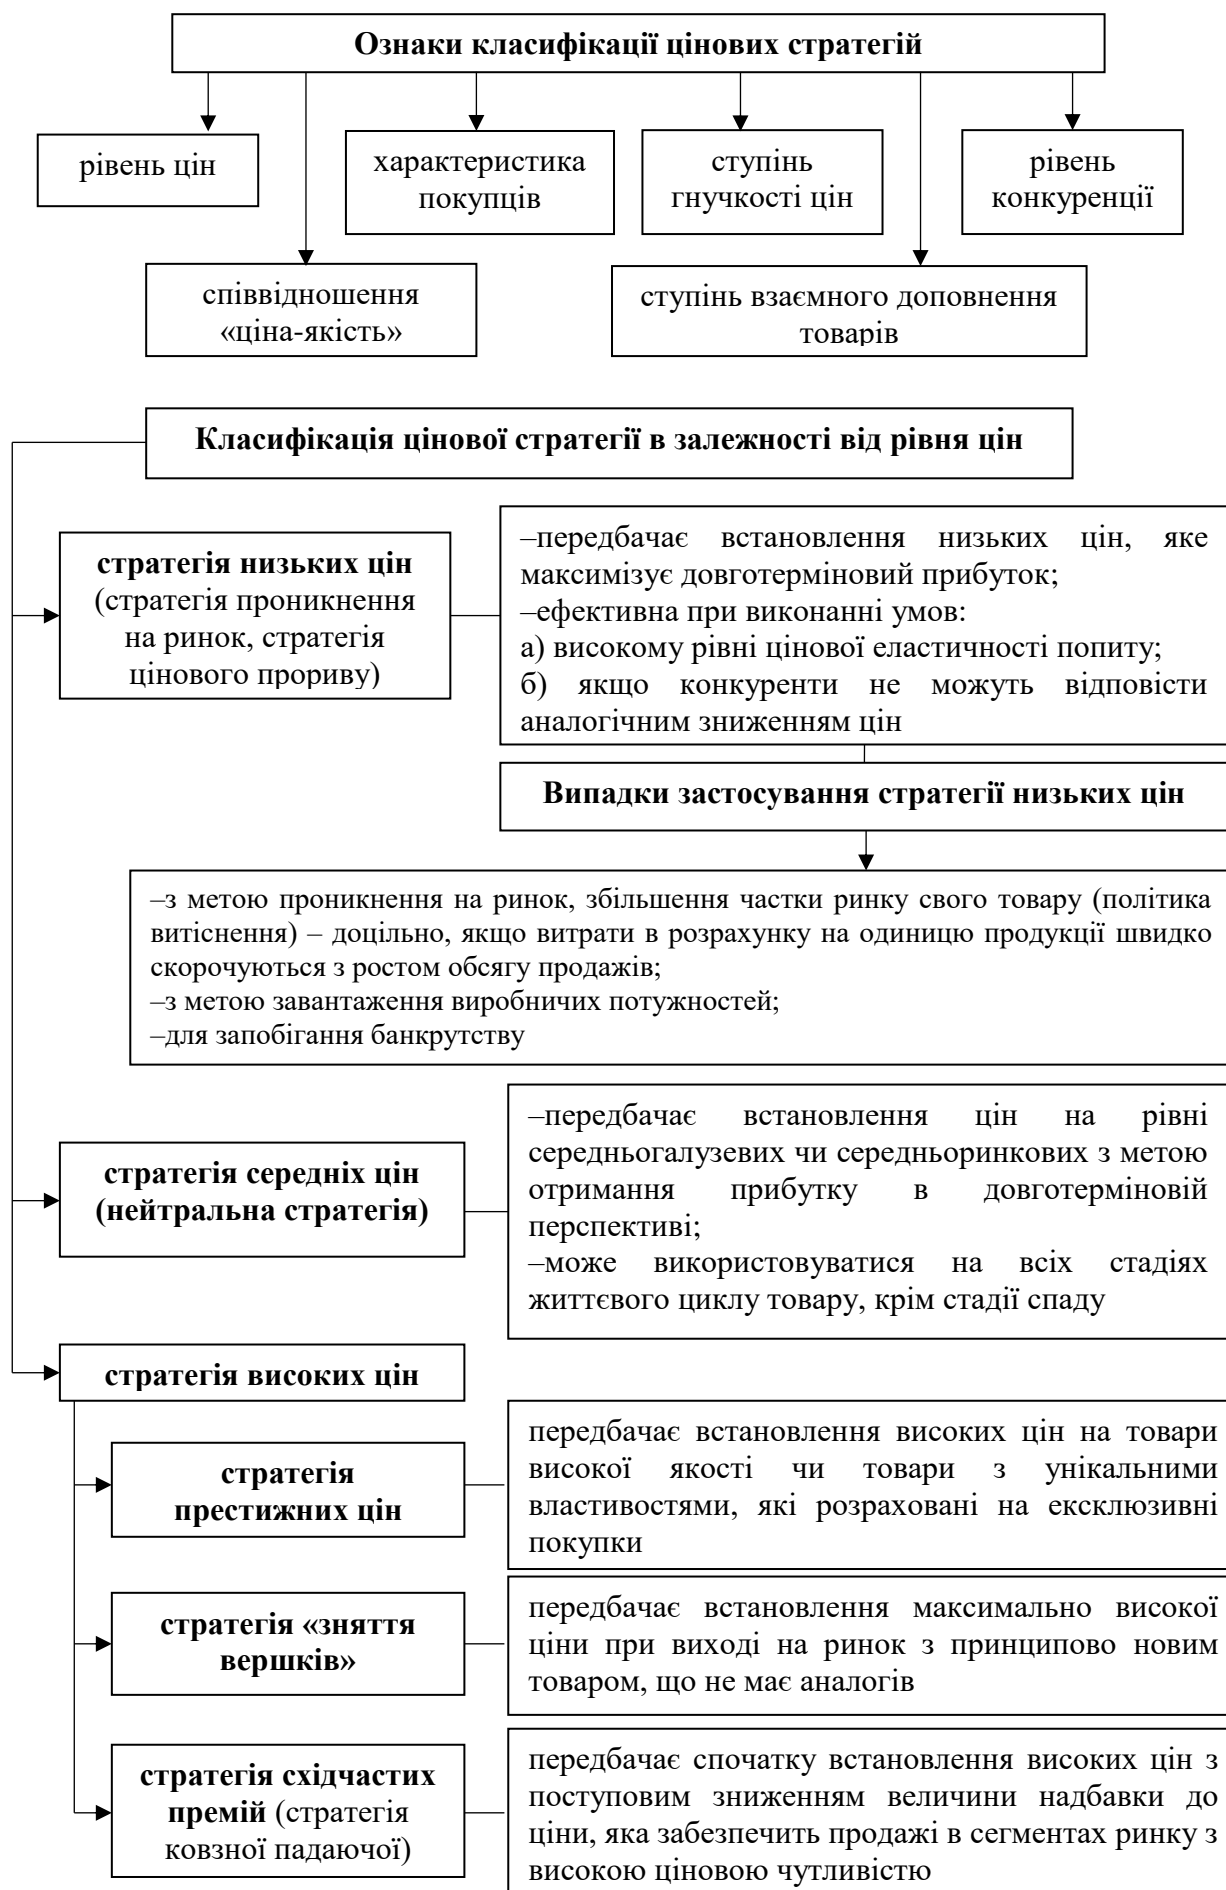 Ознаки класифікації цінових стратегій
рівень цін
характеристика
покупців
ступінь
гнучкості цін
рівень
конкуренції
співвідношення
«ціна-якість»
ступінь взаємного доповнення
товарів
Класифікація цінової стратегії в залежності від рівня цін
стратегія низьких цін
(стратегія проникнення
на ринок, стратегія
цінового прориву)
–передбачає встановлення низьких цін, яке
максимізує довготерміновий прибуток;
–ефективна при виконанні умов:
а) високому рівні цінової еластичності попиту;
б) якщо конкуренти не можуть відповісти
аналогічним зниженням цін
Випадки застосування стратегії низьких цін
–з метою проникнення на ринок, збільшення частки ринку свого товару (політика
витіснення) – доцільно, якщо витрати в розрахунку на одиницю продукції швидко
скорочуються з ростом обсягу продажів;
–з метою завантаження виробничих потужностей;
–для запобігання банкрутству
стратегія середніх цін
(нейтральна стратегія)
–передбачає встановлення цін на рівні
середньогалузевих чи середньоринкових з метою
отримання прибутку в довготерміновій
перспективі;
–може використовуватися на всіх стадіях
життєвого циклу товару, крім стадії спаду
стратегія високих цін
стратегія
престижних цін
передбачає встановлення високих цін на товари
високої якості чи товари з унікальними
властивостями, які розраховані на ексклюзивні
покупки
стратегія «зняття
вершків»
передбачає встановлення максимально високої
ціни при виході на ринок з принципово новим
товаром, що не має аналогів
стратегія східчастих
премій (стратегія
ковзної падаючої)
передбачає спочатку встановлення високих цін з
поступовим зниженням величини надбавки до
ціни, яка забезпечить продажі в сегментах ринку з
високою ціновою чутливістю